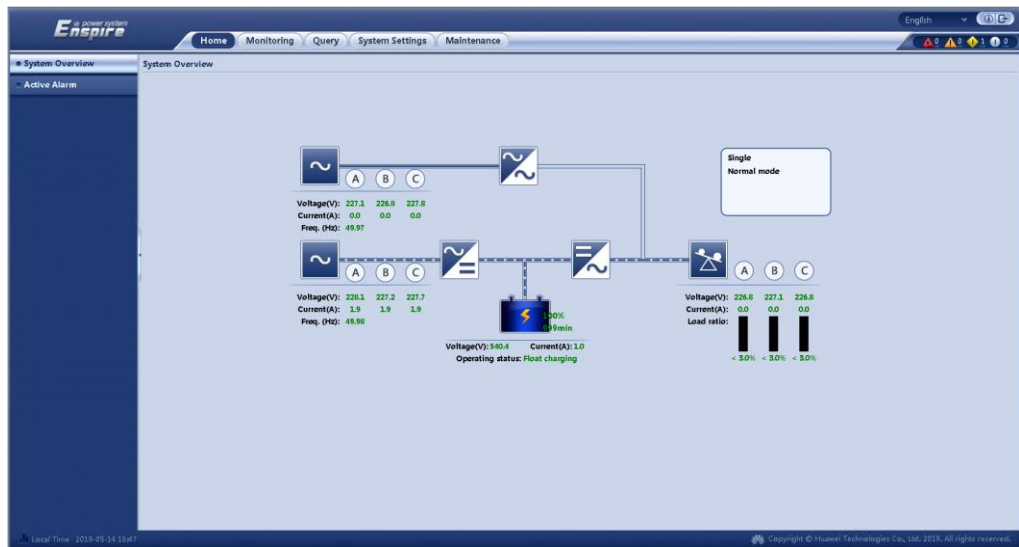 Enspire
e power system
English
Home Monitoring Query System Settings Maintenance
0 0 1 0
System Overview
Active Alarm
System Overview
Single
Normal mode
A B C
Voltage(V): 227.1 226.8 227.8
Current(A): 0.0 0.0 0.0
Freq. (Hz): 49.97
A B C
Voltage(V): 228.1 227.2 227.7
Current(A): 1.9 1.9 1.9
Freq. (Hz): 49.98
100%
999min
Voltage(V): 540.4 Current(A): 1.0
Operating status: Float charging
A B C
Voltage(V): 226.8 227.1 226.8
Current(A): 0.0 0.0 0.0
Load ratio:
< 3.0% < 3.0% < 3.0%
Local Time 2019-05-14 16:47
Copyright © Huawei Technologies Co., Ltd. 2019. All rights reserved.